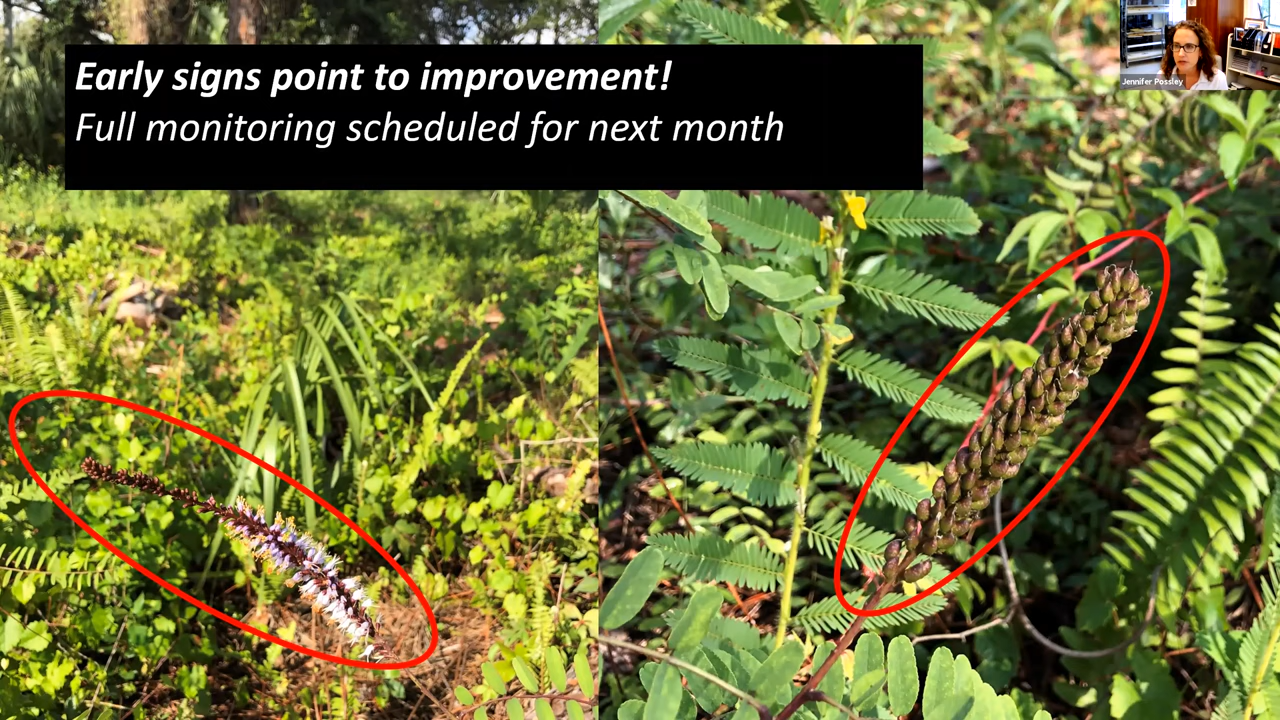 Early signs point to improvement!
Full monitoring scheduled for next month
Jennifer Possley